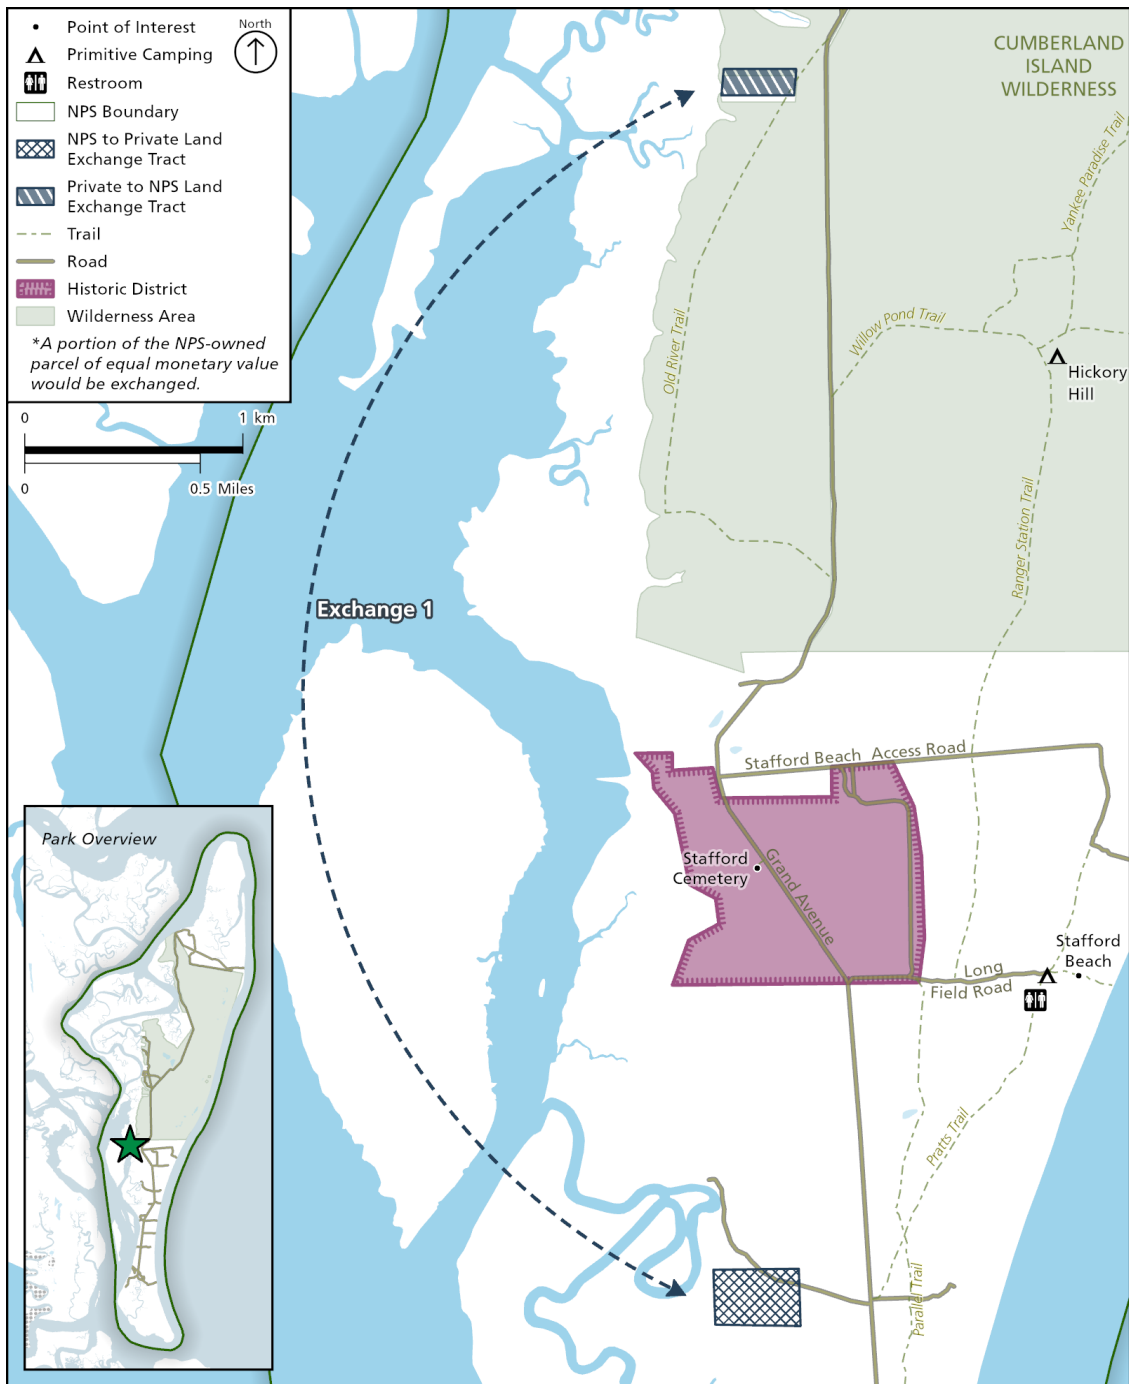 Point of Interest
Primitive Camping
Restroom
NPS Boundary
NPS to Private Land
Exchange Tract
Private to NPS Land
Exchange Tract
Trail
Road
Historic District
Wilderness Area
*A portion of the NPS-owned
parcel of equal monetary value
would be exchanged.
North
0
1 km
0
0.5 Miles
CUMBERLAND
ISLAND
WILDERNESS
Yankee Paradise Trail
Old River Trail
Willow Pond Trail
Hickory
Hill
Ranger Station Trail
Exchange 1
Stafford Beach Access Road
Stafford
Cemetery
Grand Avenue
Stafford
Beach
Long
Field Road
Pratts Trail
Parallel Trail
Park Overview